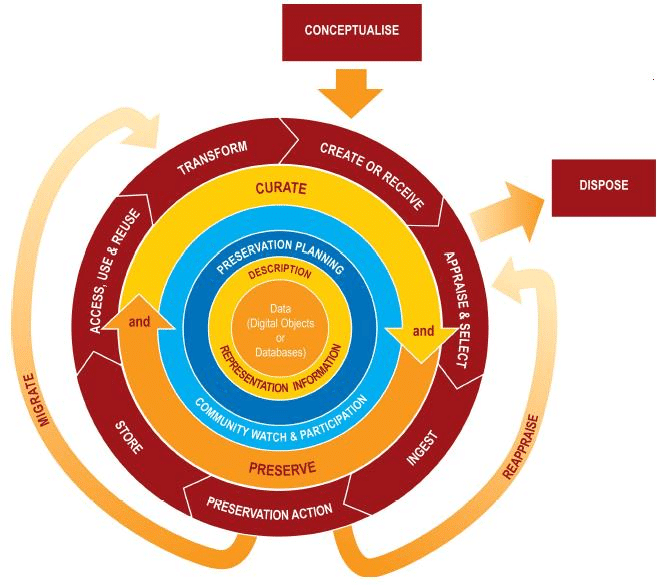 CONCEPTUALISE
DISPOSE
CREATE OR RECEIVE
APPRAISE & SELECT
INGEST
PRESERVATION ACTION
STORE
ACCESS, USE & REUSE
TRANSFORM
MIGRATE
REAPPRAISE
CURATE
and
PRESERVE
and
COMMUNITY WATCH & PARTICIPATION
PRESERVATION PLANNING
DESCRIPTION
REPRESENTATION INFORMATION
Data
(Digital Objects
or
Databases)